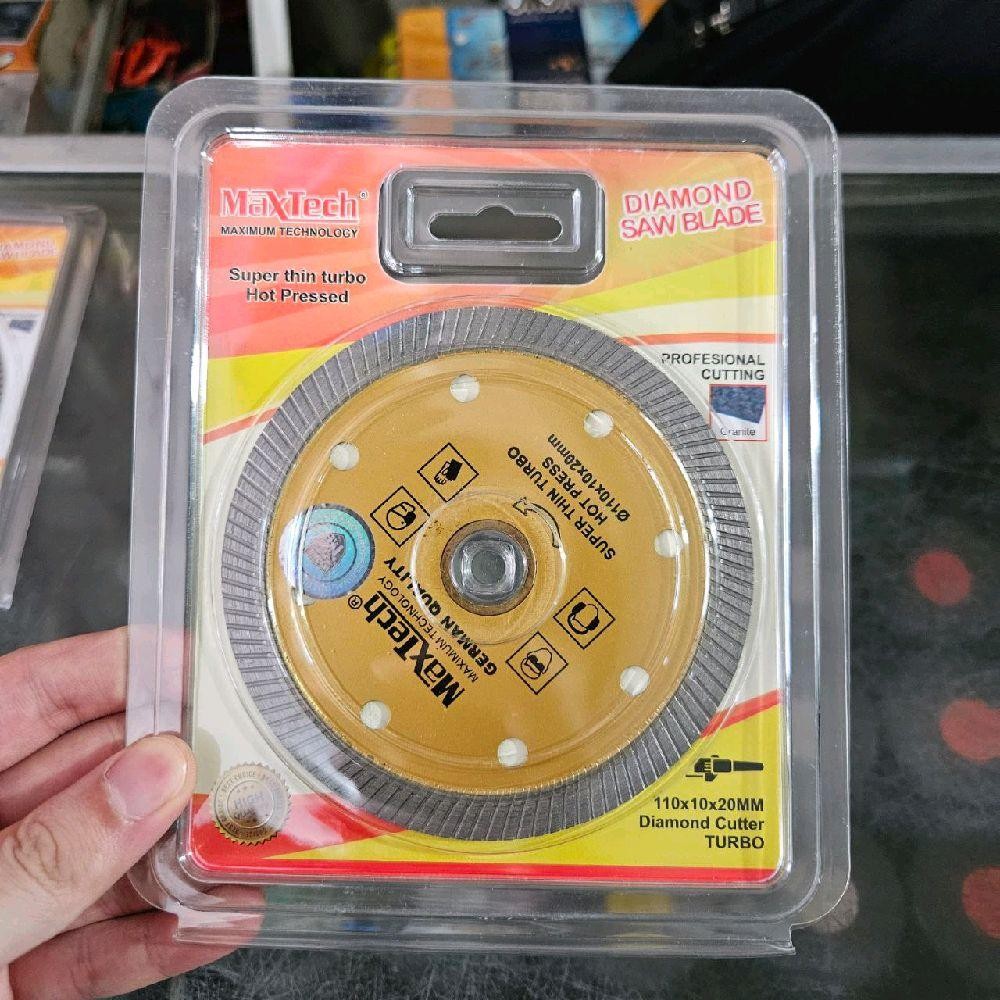 MaxTech®
MAXIMUM TECHNOLOGY
DIAMOND
SAW BLADE
Super thin turbo
Hot Pressed
PROFESIONAL
CUTTING
Granite
SUPER THIN TURBO
HOT PRESS
Ø110x10x20mm
MaxTech®
MAXIMUM TECHNOLOGY
GERMAN QUALITY
110x10x20MM
Diamond Cutter
TURBO